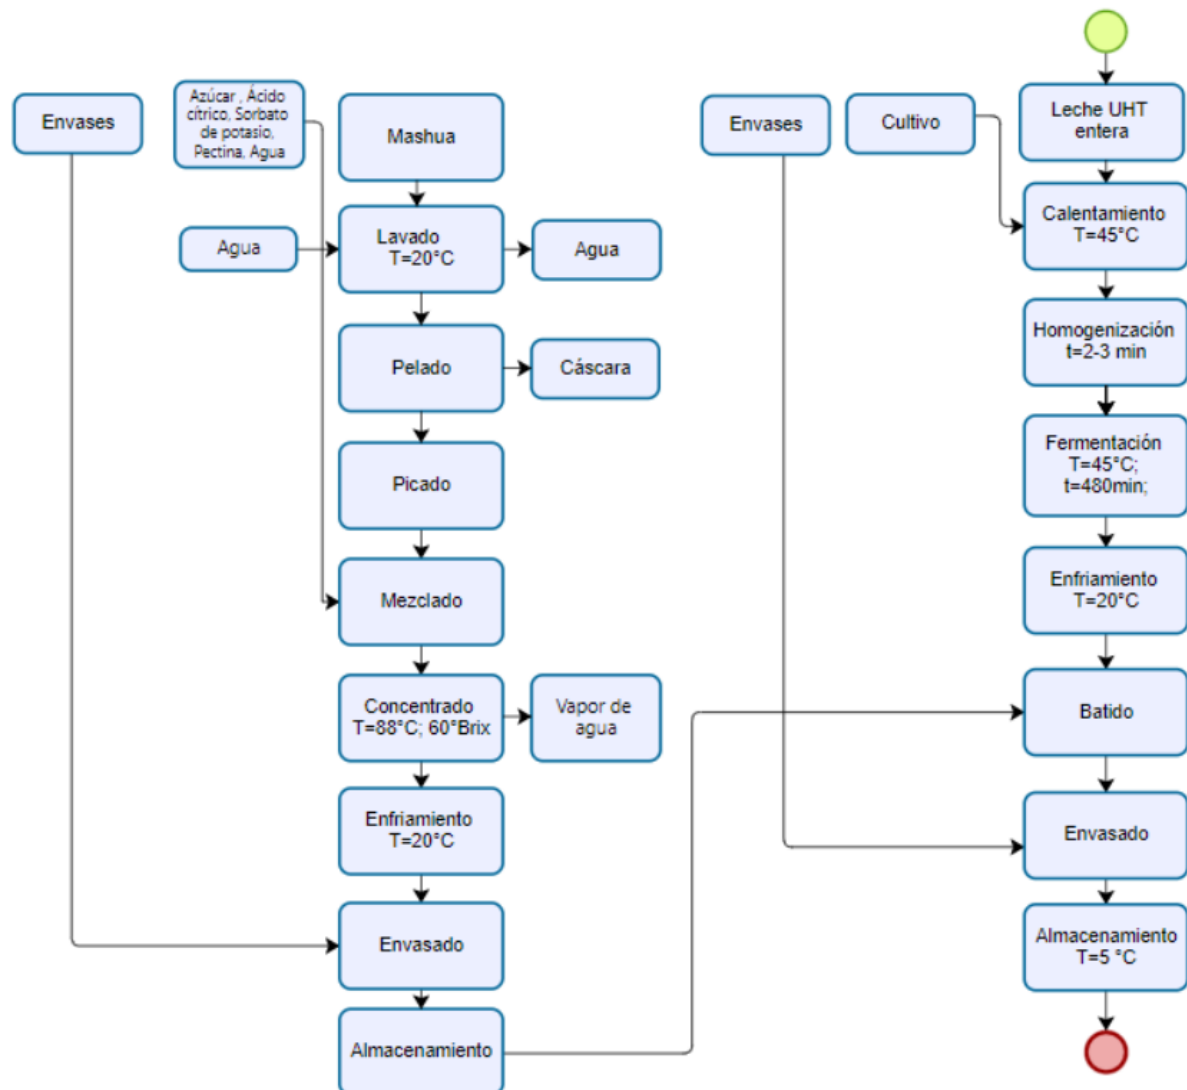 Envases
Azúcar , Ácido
cítrico, Sorbato
de potasio,
Pectina, Agua
Mashua
Agua
Lavado
T=20°C
Agua
Pelado
Cáscara
Picado
Mezclado
Concentrado
T=88°C; 60°Brix
Vapor de
agua
Enfriamiento
T=20°C
Envasado
Almacenamiento
Envases
Cultivo
Leche UHT
entera
Calentamiento
T=45°C
Homogenización
t=2-3 min
Fermentación
T=45°C;
t=480min;
Enfriamiento
T=20°C
Batido
Envasado
Almacenamiento
T=5 °C